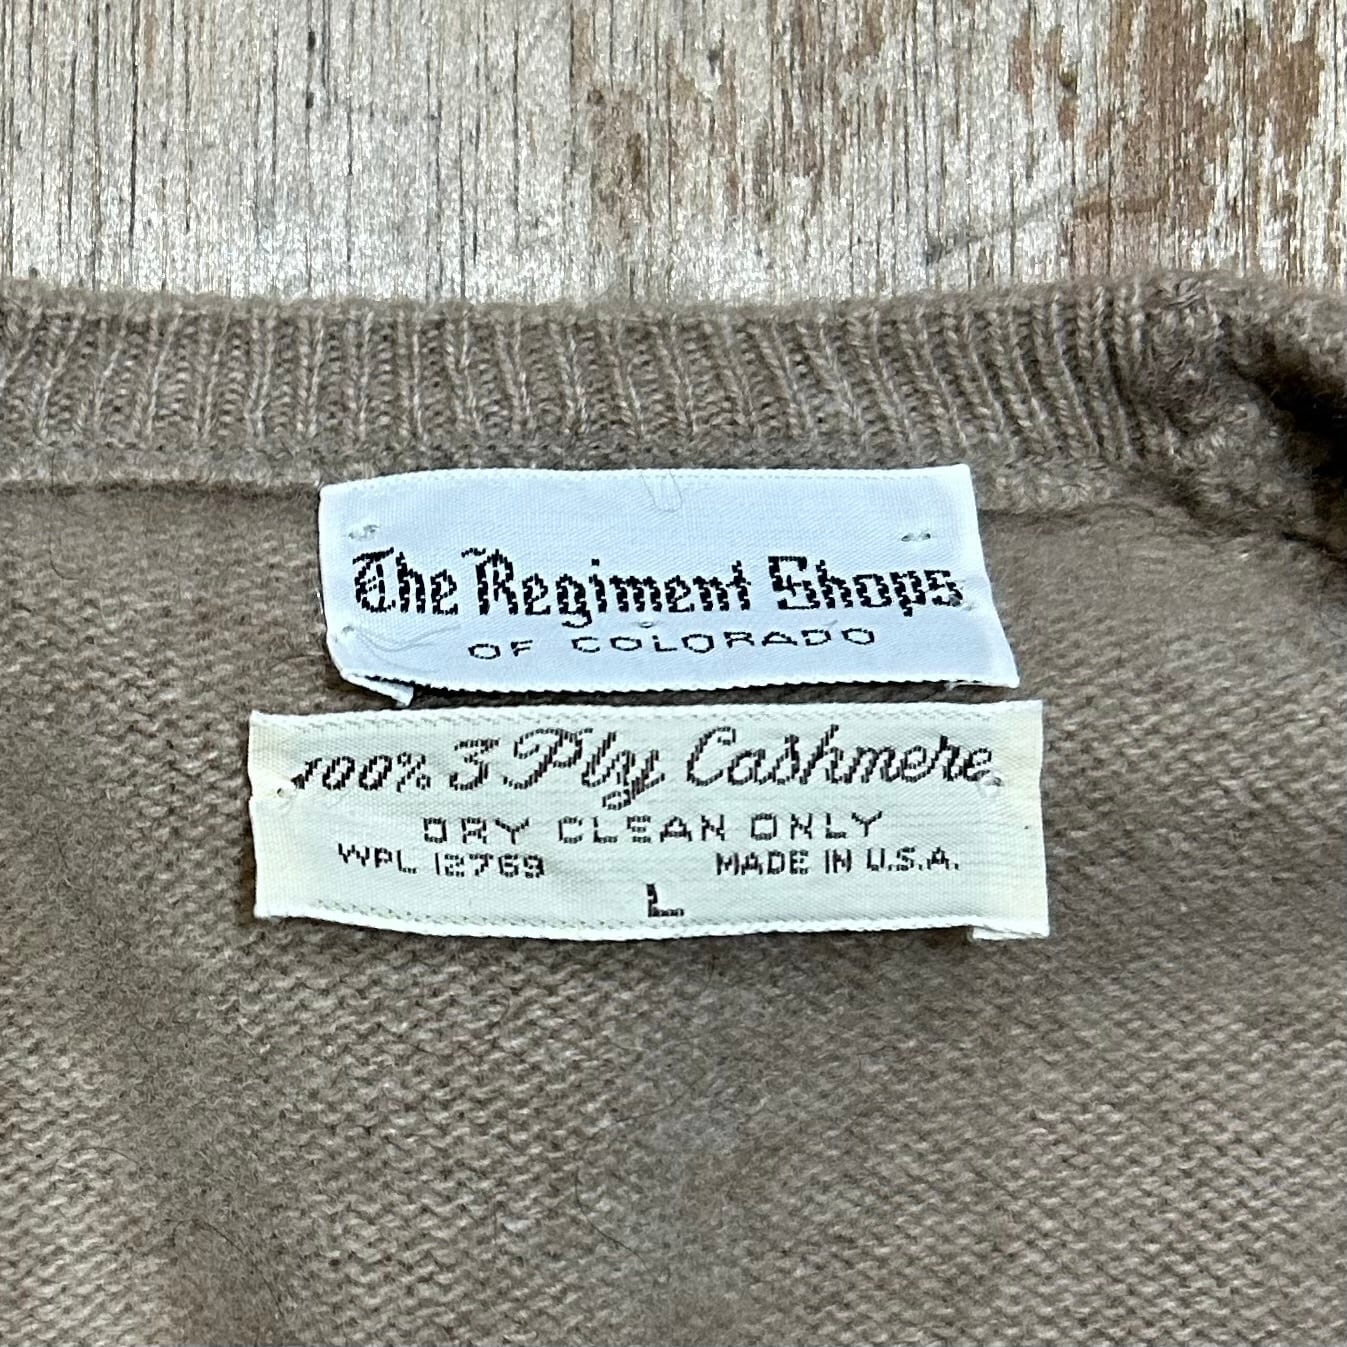 The Regiment Shops
OF COLORADO
100% 3 Ply Cashmere
DRY CLEAN ONLY
WPL 12769 MADE IN U.S.A.
L